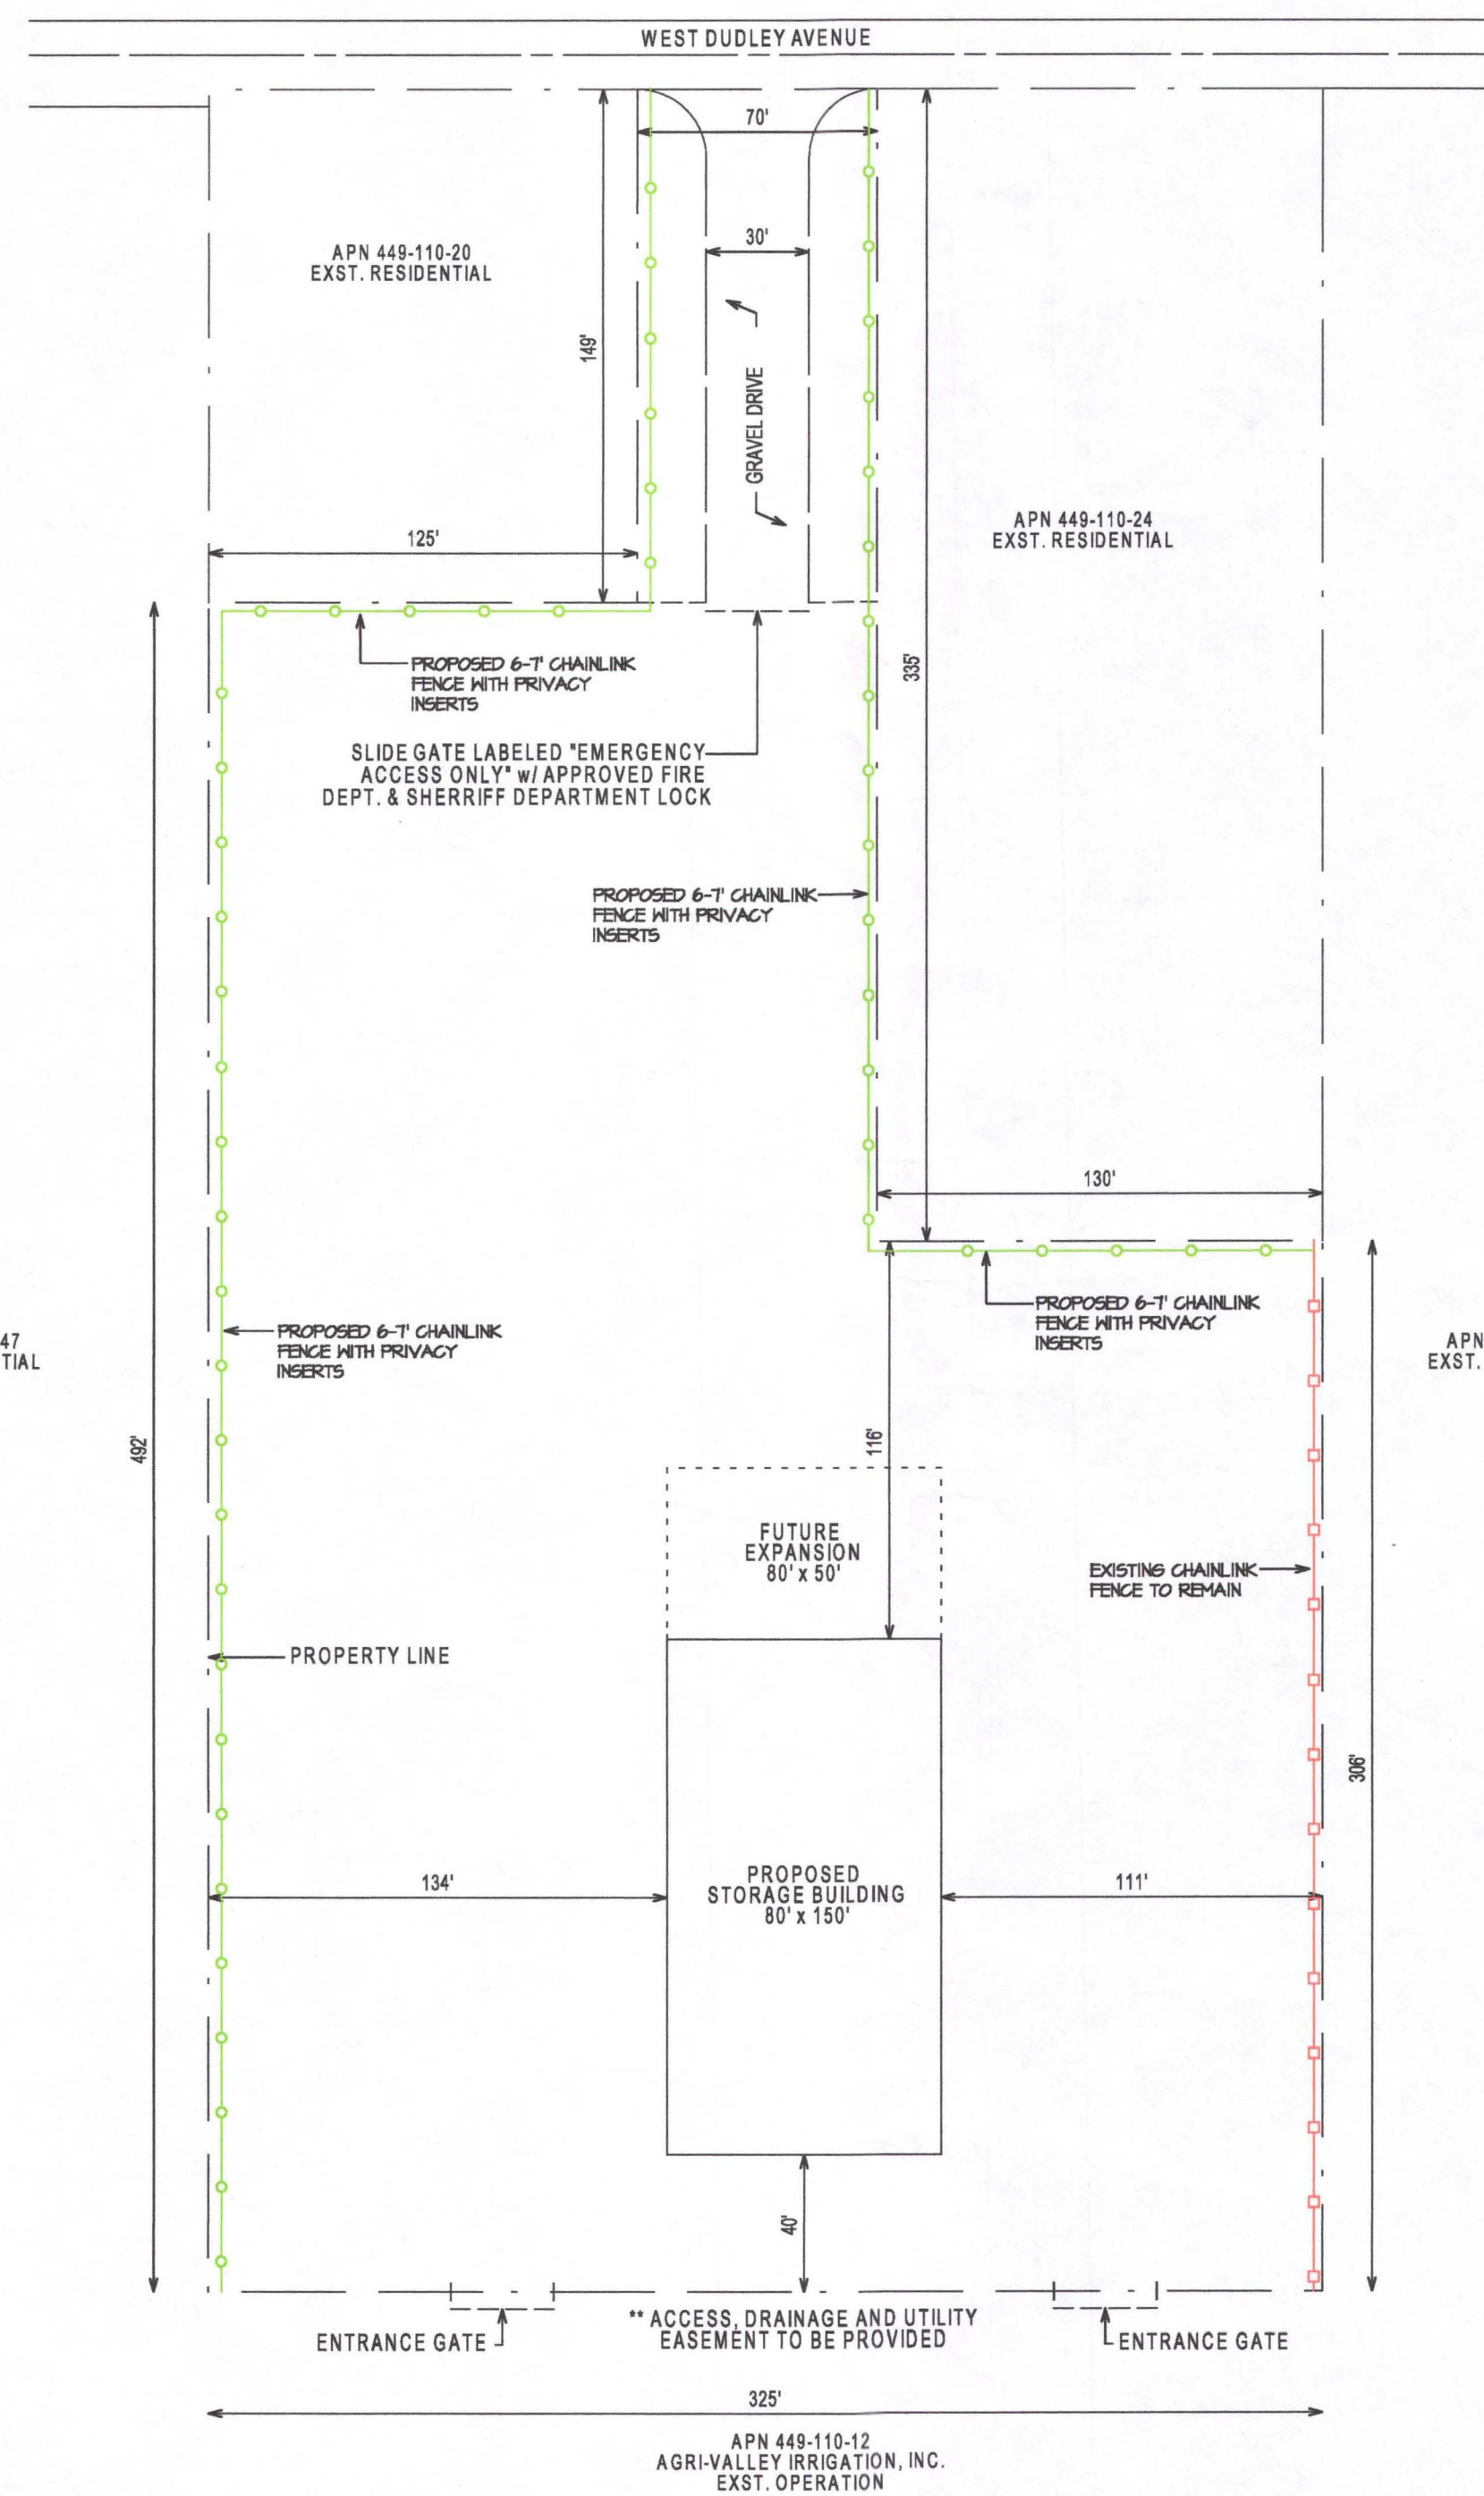 WEST DUDLEY AVENUE
70'
APN 449-110-20
EXST. RESIDENTIAL
30'
149'
GRAVEL DRIVE
125'
APN 449-110-24
EXST. RESIDENTIAL
335'
PROPOSED 6-7' CHAINLINK
FENCE WITH PRIVACY
INSERTS
SLIDE GATE LABELED "EMERGENCY
ACCESS ONLY" w/ APPROVED FIRE
DEPT. & SHERRIFF DEPARTMENT LOCK
PROPOSED 6-7' CHAINLINK
FENCE WITH PRIVACY
INSERTS
130'
PROPOSED 6-7' CHAINLINK
FENCE WITH PRIVACY
INSERTS
47
TIAL
PROPOSED 6-7' CHAINLINK
FENCE WITH PRIVACY
INSERTS
APN
EXST.
492'
116'
FUTURE
EXPANSION
80' x 50'
EXISTING CHAINLINK
FENCE TO REMAIN
PROPERTY LINE
306'
134'
PROPOSED
STORAGE BUILDING
80' x 150'
111'
40'
ENTRANCE GATE
** ACCESS, DRAINAGE AND UTILITY
EASEMENT TO BE PROVIDED
ENTRANCE GATE
325'
APN 449-110-12
AGRI-VALLEY IRRIGATION, INC.
EXST. OPERATION